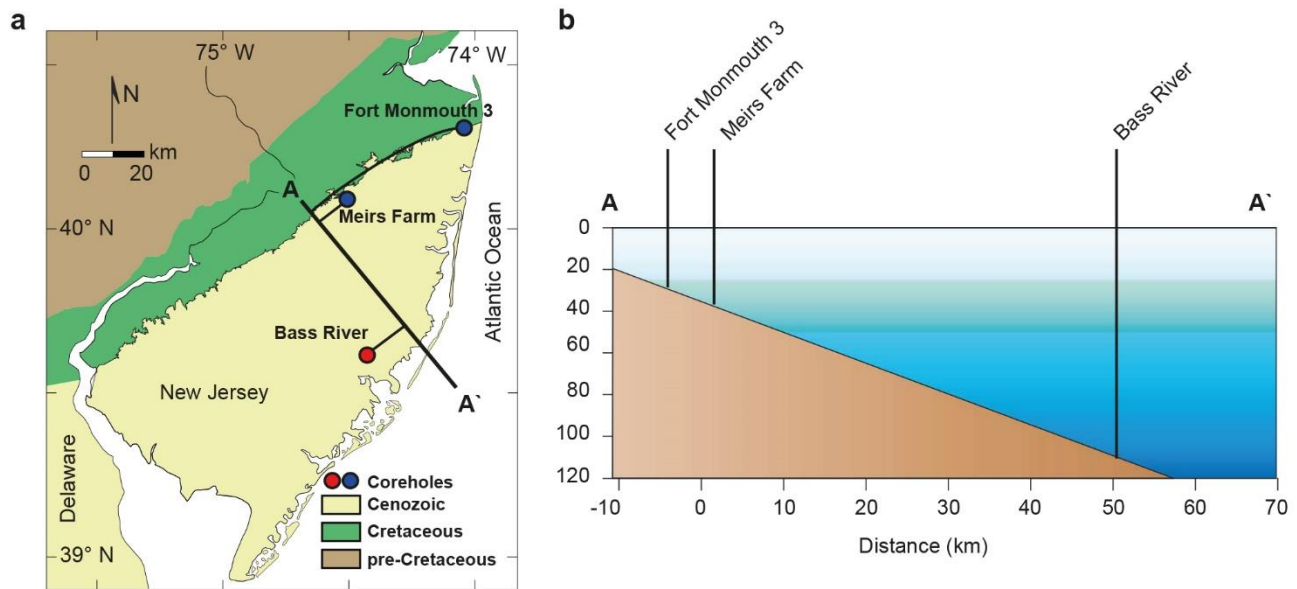 a
75° W
74° W
N
Fort Monmouth 3
km
0 20
A
Meirs Farm
40° N
Bass River
Atlantic Ocean
New Jersey
A`
Delaware
Coreholes
Cenozoic
Cretaceous
pre-Cretaceous
39° N
b
Fort Monmouth 3
Meirs Farm
Bass River
A
A`
0
20
40
60
80
100
120
-10 0 10 20 30 40 50 60 70
Distance (km)